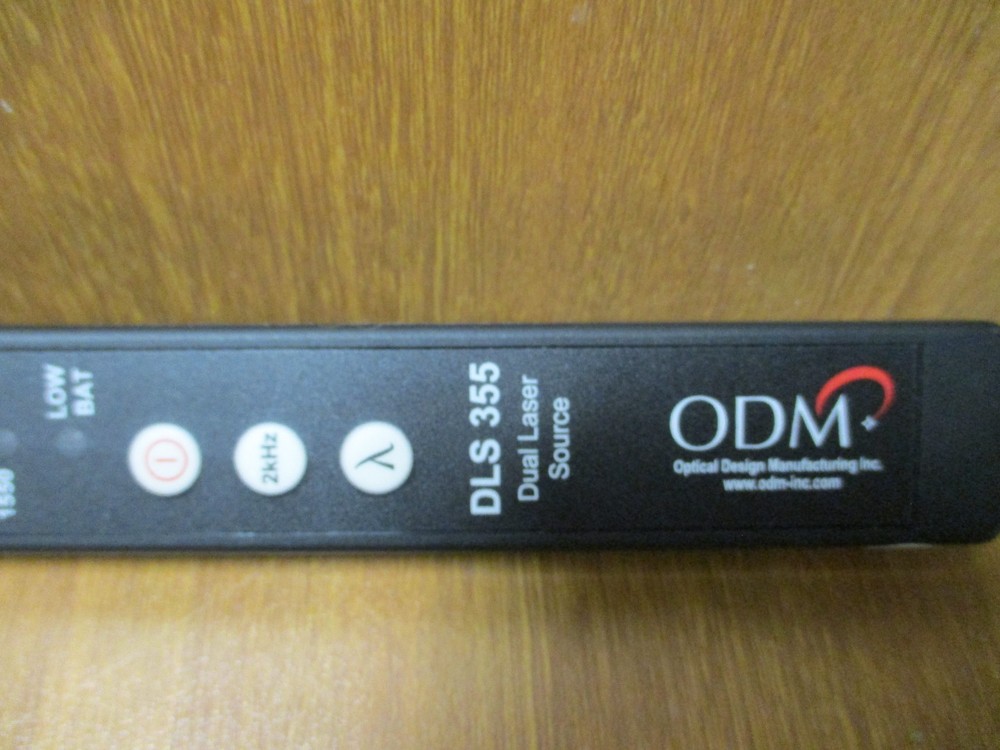 1550
LOW
BAT
2kHz
λ
DLS 355
Dual Laser
Source
ODM
Optical Design Manufacturing Inc.
www.odm-inc.com